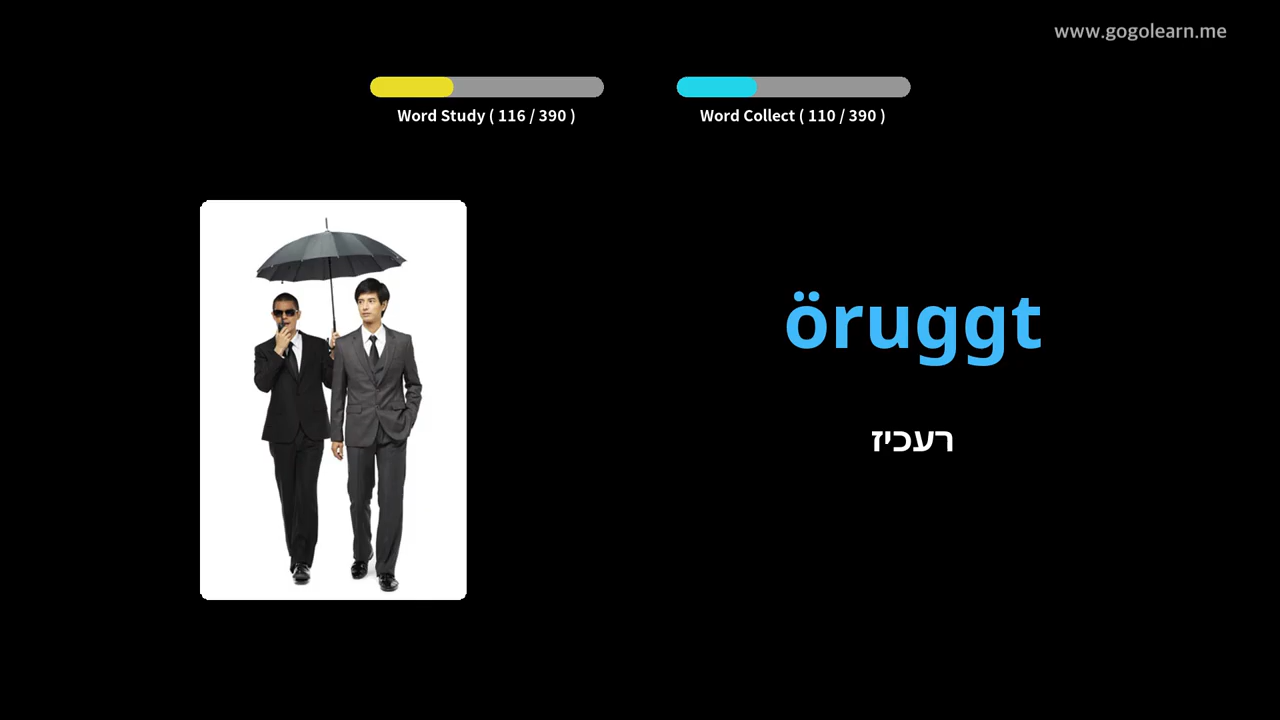 www.gogolearn.me
Word Study ( 116 / 390 )
Word Collect ( 110 / 390 )
öruggt
רעכיז